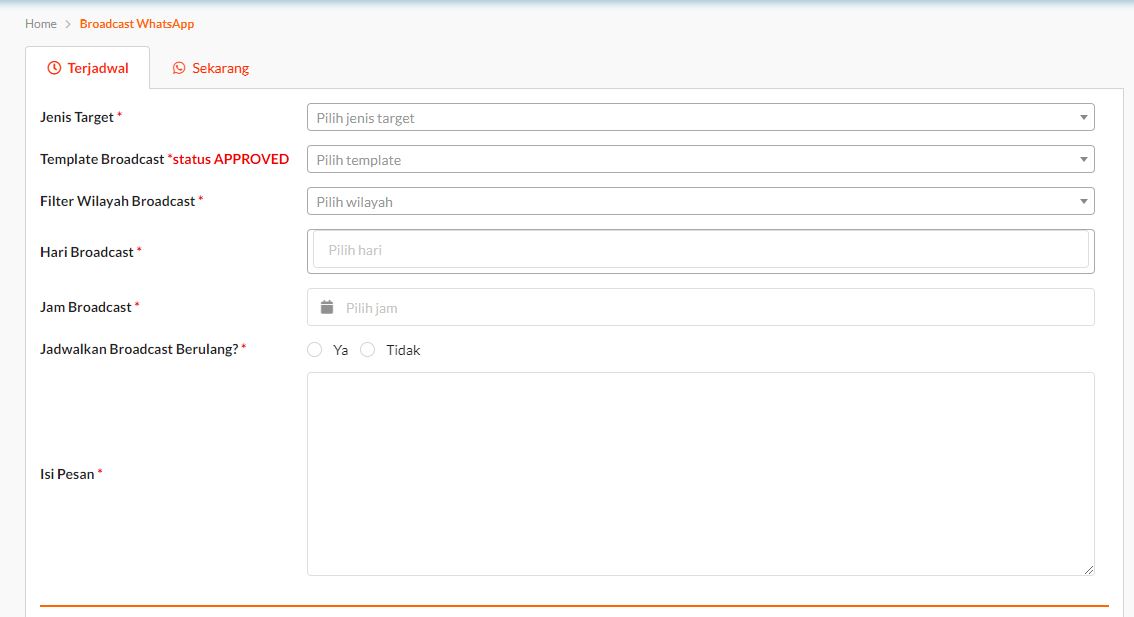 Home > Broadcast WhatsApp
Terjadwal Sekarang
Jenis Target * Pilih jenis target
Template Broadcast *status APPROVED Pilih template
Filter Wilayah Broadcast * Pilih wilayah
Hari Broadcast * Pilih hari
Jam Broadcast * Pilih jam
Jadwalkan Broadcast Berulang? * Ya Tidak
Isi Pesan *